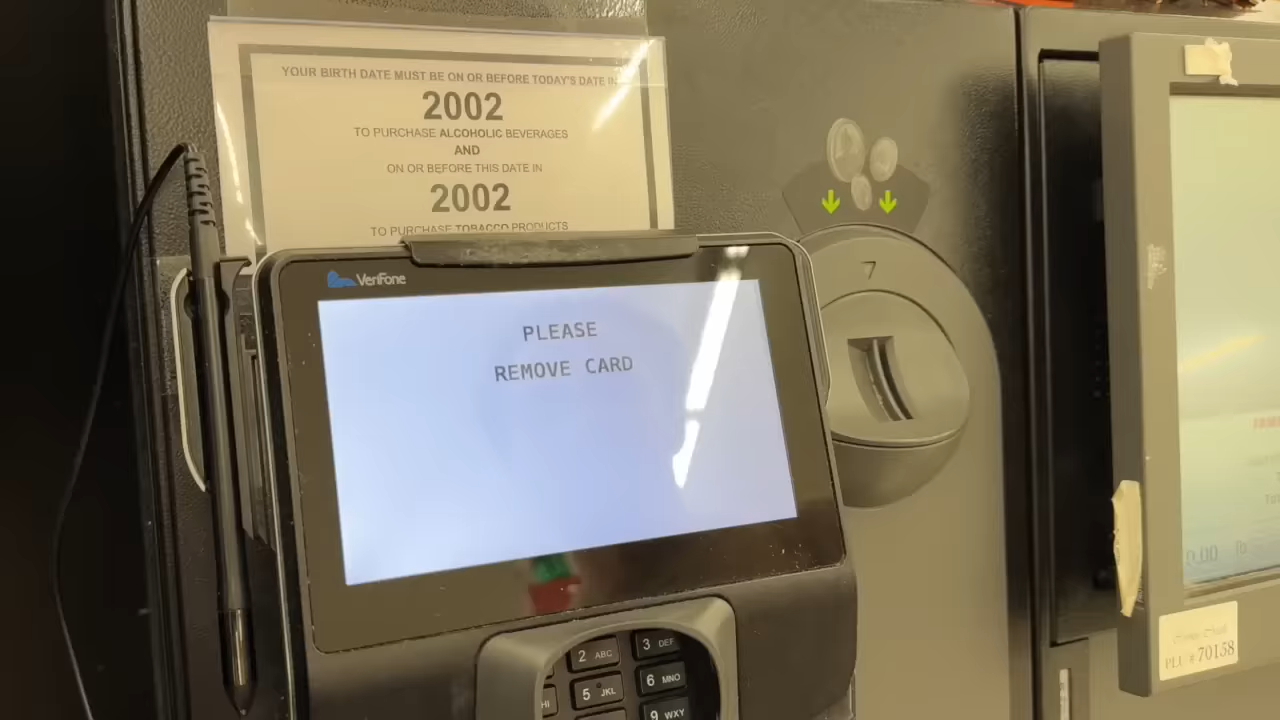 YOUR BIRTH DATE MUST BE ON OR BEFORE TODAY'S DATE IN
2002
TO PURCHASE ALCOHOLIC BEVERAGES
AND
ON OR BEFORE THIS DATE IN
2002
TO PURCHASE TOBACCO PRODUCTS
VeriFone
PLEASE
REMOVE CARD
2 ABC
3 DEF
5 JKL
6 MNO
9 WXY
0.00
PLU #70158